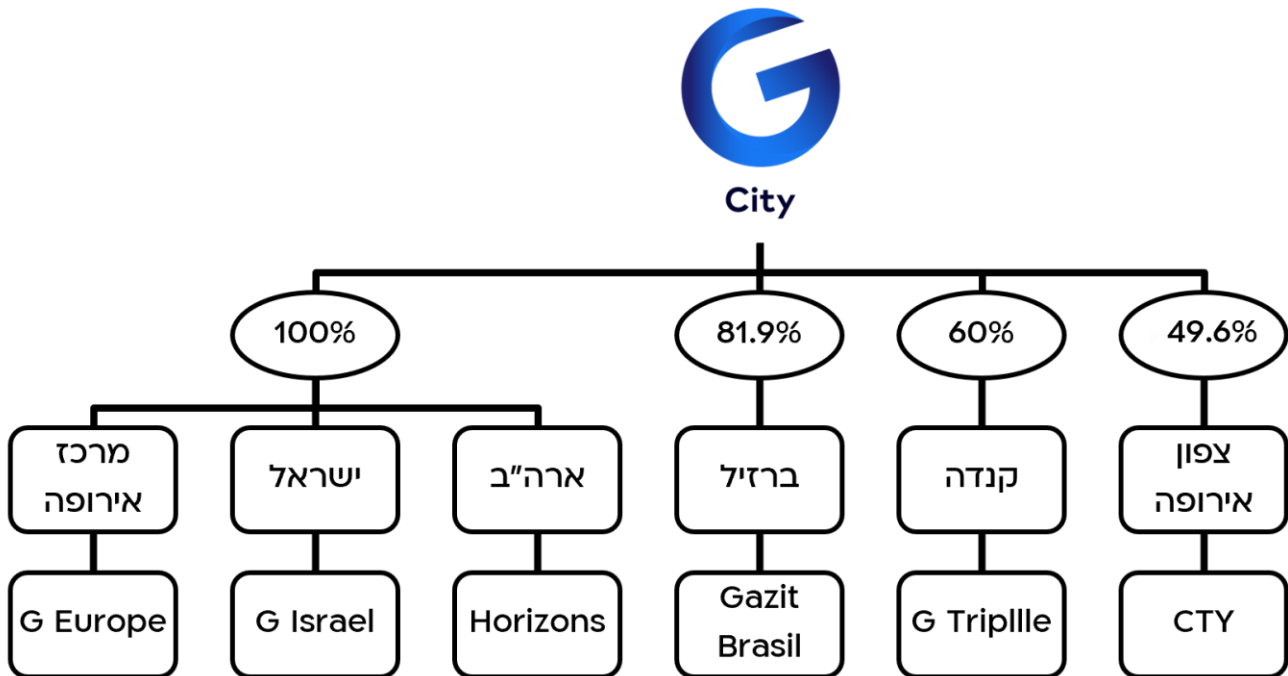 City
100%
81.9%
60%
49.6%
מרכז
אירופה
ישראל
ארה"ב
ברזיל
קנדה
צפון
אירופה
G Europe
G Israel
Horizons
Gazit
Brasil
G Tripllle
CTY